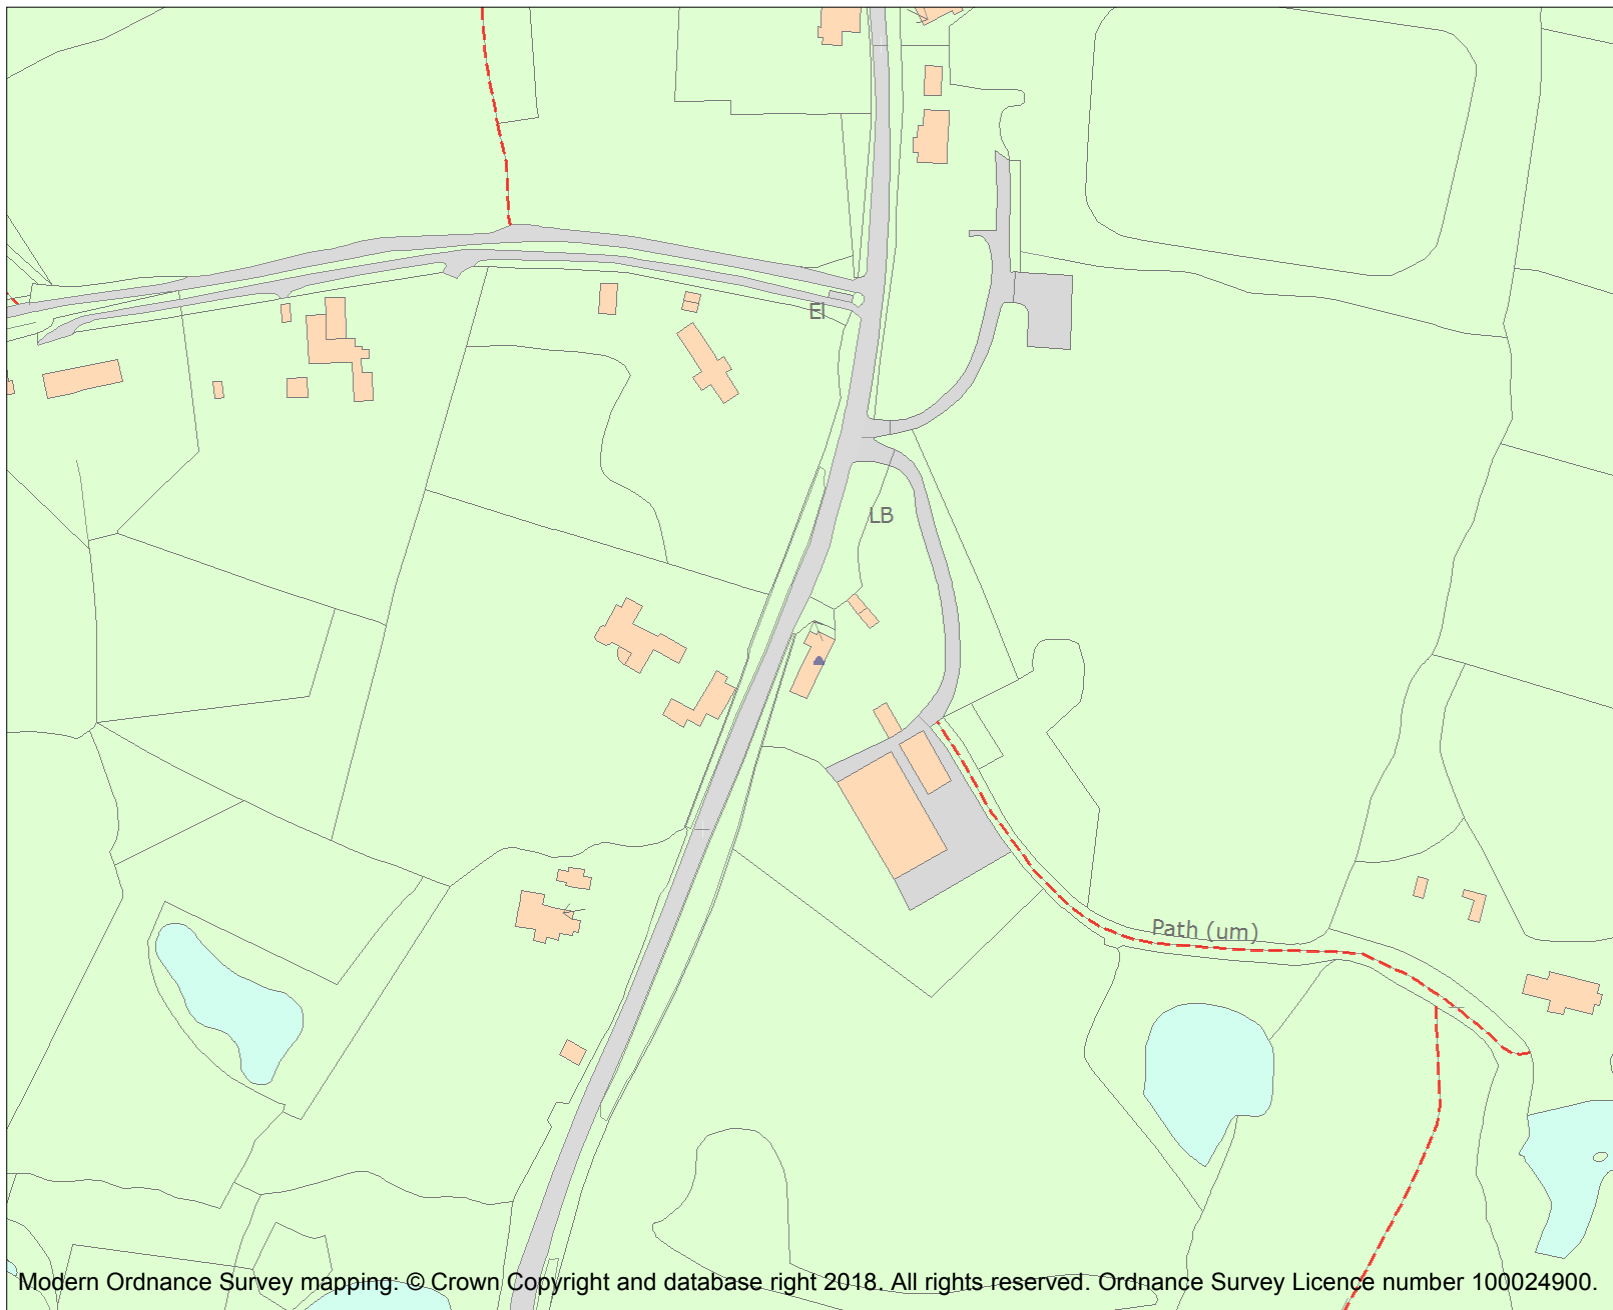 El
LB
Path (um)
Modern Ordnance Survey mapping: © Crown Copyright and database right 2018. All rights reserved. Ordnance Survey Licence number 100024900.